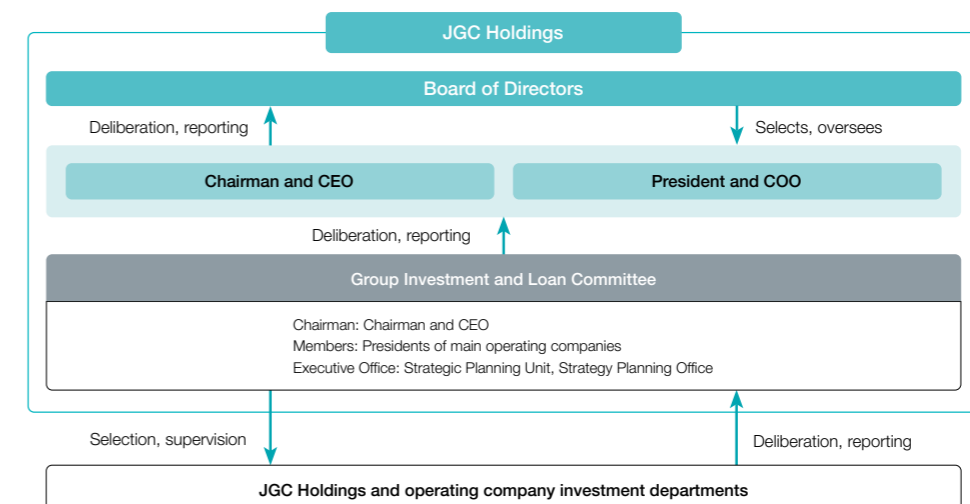 JGC Holdings
Board of Directors
Deliberation, reporting
Selects, oversees
Chairman and CEO
President and COO
Deliberation, reporting
Group Investment and Loan Committee
Chairman: Chairman and CEO
Members: Presidents of main operating companies
Executive Office: Strategic Planning Unit, Strategy Planning Office
Selection, supervision
Deliberation, reporting
JGC Holdings and operating company investment departments